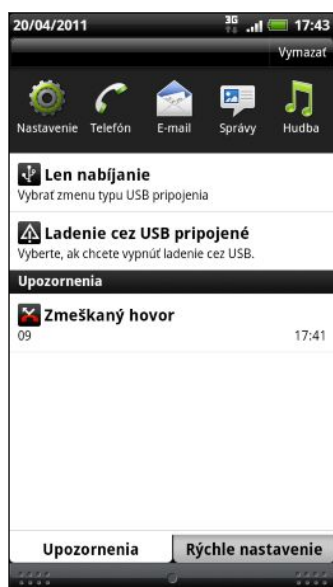 20/04/2011 3G 17:43
Vymazať
Nastavenie Telefón E-mail Správy Hudba
Len nabíjanie
Vybrať zmenu typu USB pripojenia
Ladenie cez USB pripojené
Vyberte, ak chcete vypnúť ladenie cez USB.
Upozornenia
Zmeškaný hovor
09 17:41
Upozornenia Rýchle nastavenie